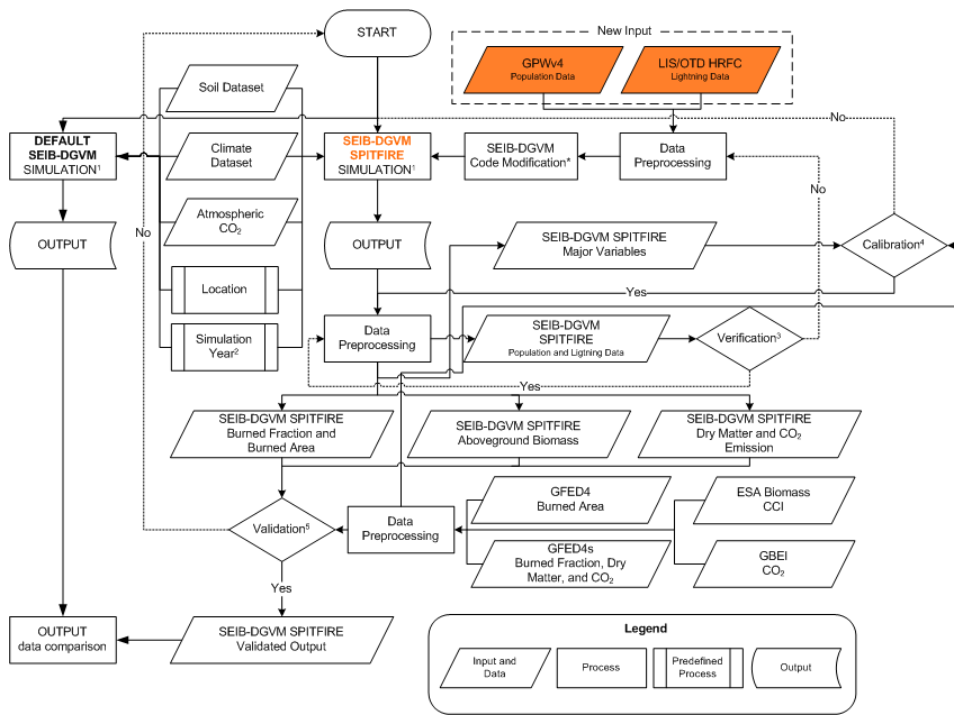 START
New Input
GPWv4
Population Data
LIS/OTD HRFC
Lightning Data
Soil Dataset
No
DEFAULT
SEIB-DGVM
SIMULATION¹
Climate
Dataset
SEIB-DGVM
SPITFIRE
SIMULATION¹
SEIB-DGVM
Code Modification*
Data
Preprocessing
No
No
OUTPUT
Atmospheric
CO₂
OUTPUT
SEIB-DGVM SPITFIRE
Major Variables
Calibration⁴
Location
Yes
Simulation
Year²
Data
Preprocessing
SEIB-DGVM
SPITFIRE
Population and Ligtning Data
Verification³
Yes
SEIB-DGVM SPITFIRE
Burned Fraction and
Burned Area
SEIB-DGVM SPITFIRE
Aboveground Biomass
SEIB-DGVM SPITFIRE
Dry Matter and CO₂
Emission
GFED4
Burned Area
ESA Biomass
CCI
Validation⁵
Data
Preprocessing
GFED4s
Burned Fraction, Dry
Matter, and CO₂
GBEI
CO₂
Yes
OUTPUT
data comparison
SEIB-DGVM SPITFIRE
Validated Output
Legend
Input and
Data
Process
Predefined
Process
Output